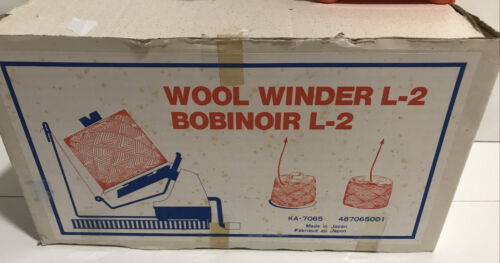 WOOL WINDER L-2
BOBINOIR L-2
KA-7065 487065001
Made in Japan
Fabriqué au Japon